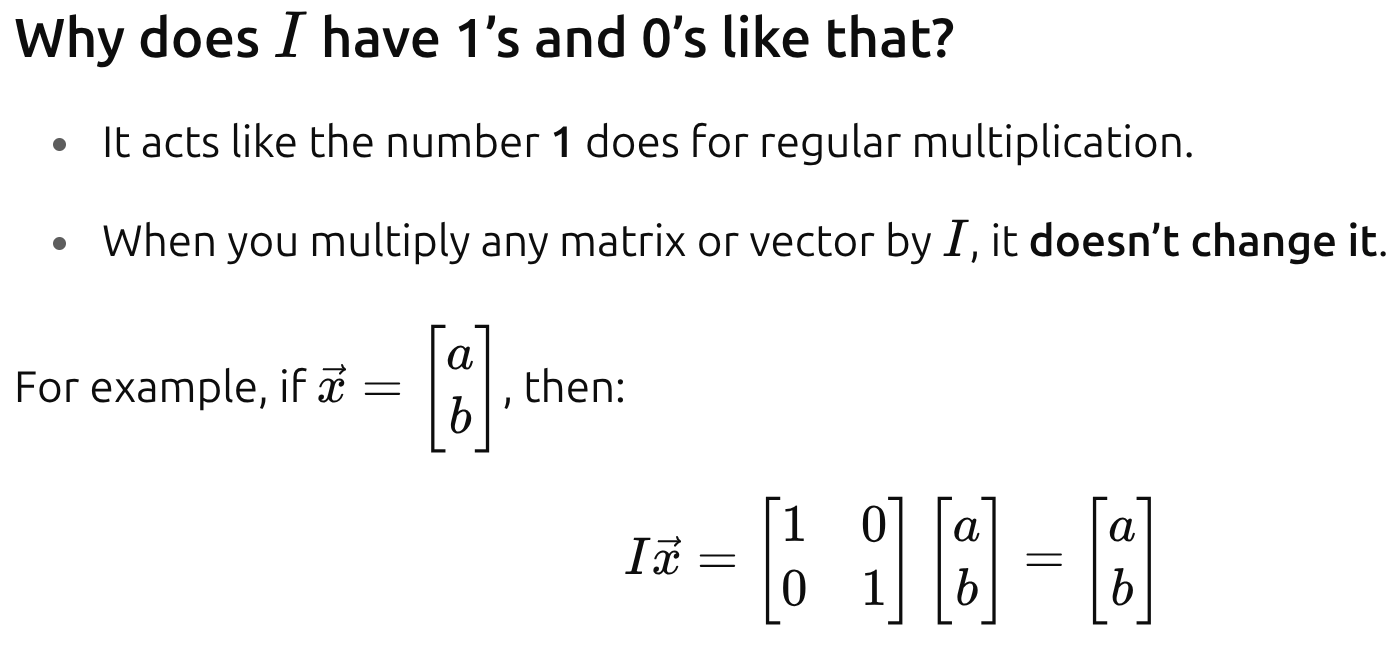 Why does I have 1’s and 0’s like that?
• It acts like the number 1 does for regular multiplication.
• When you multiply any matrix or vector by I, it doesn’t change it.
For example, if $\vec{x} = \begin{bmatrix} a \\ b \end{bmatrix}$, then:
$I\vec{x} = \begin{bmatrix} 1 & 0 \\ 0 & 1 \end{bmatrix} \begin{bmatrix} a \\ b \end{bmatrix} = \begin{bmatrix} a \\ b \end{bmatrix}$